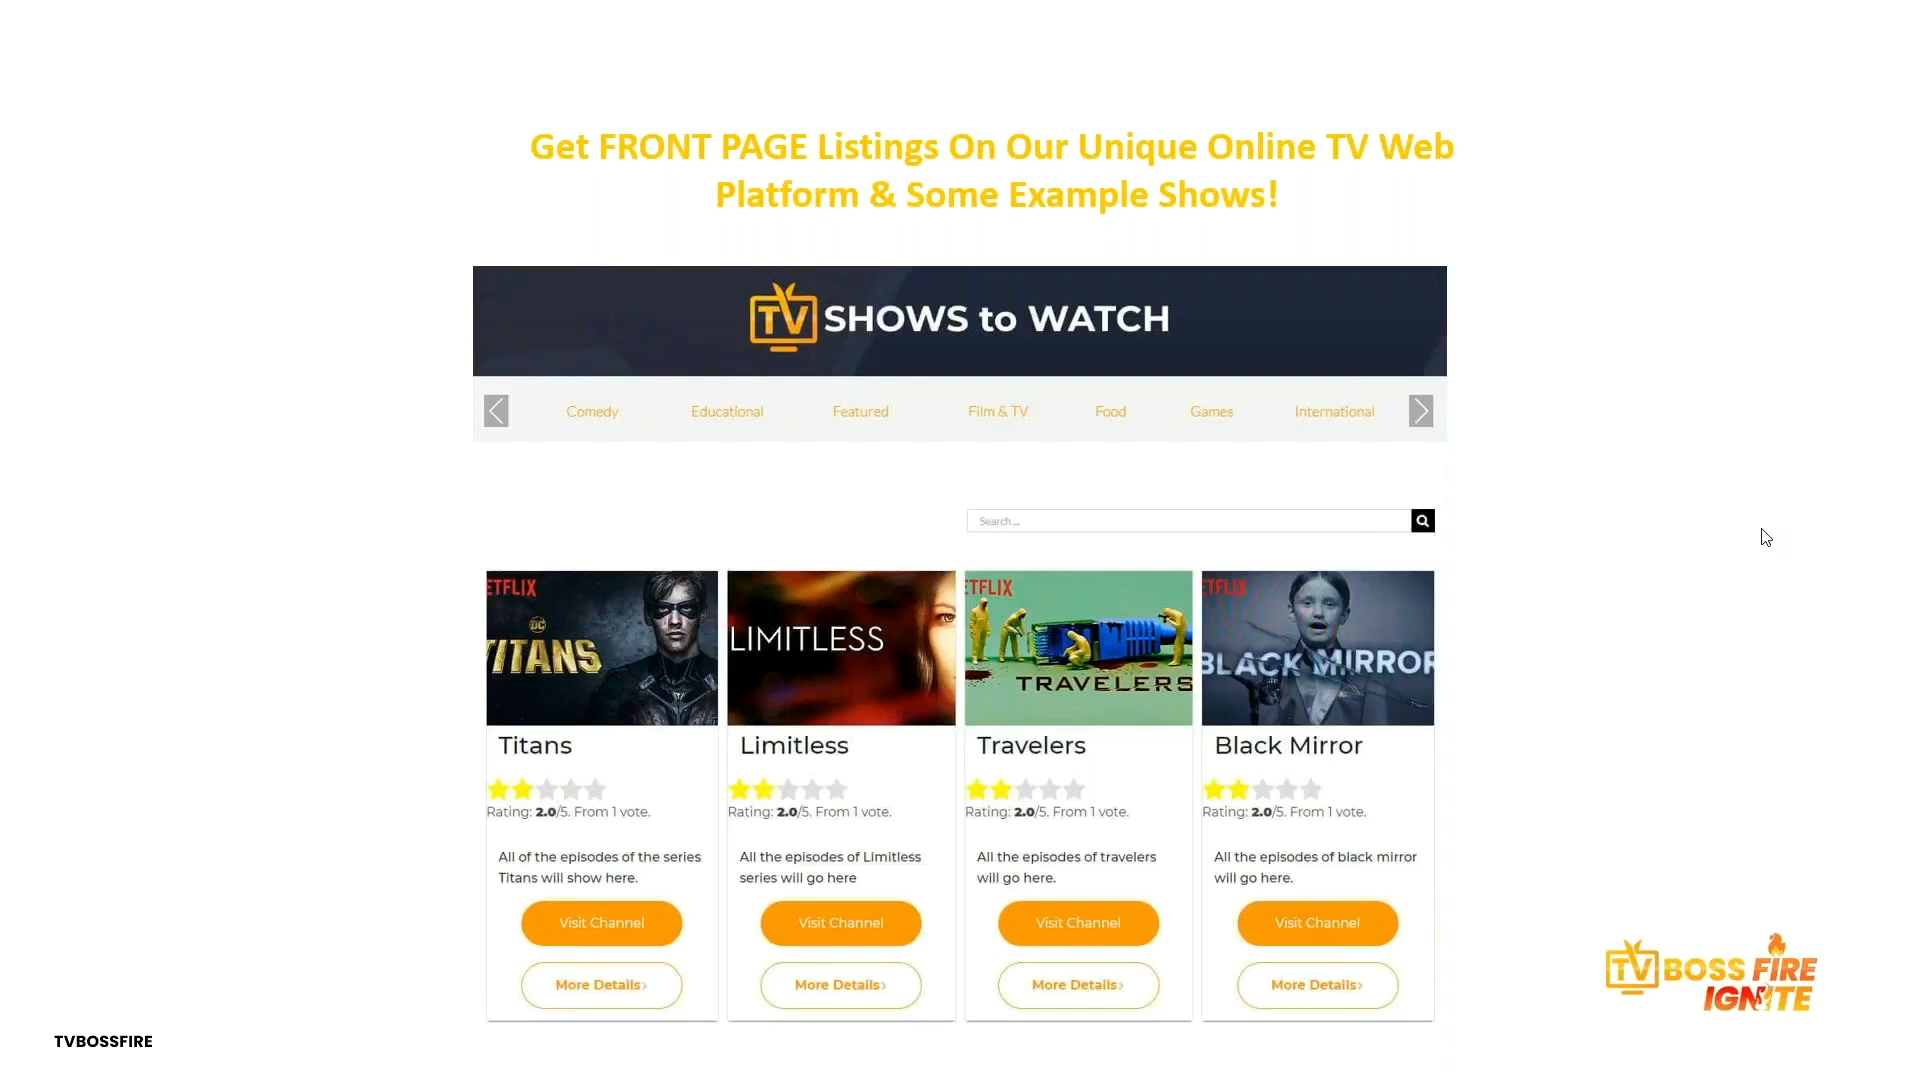 Get FRONT PAGE Listings On Our Unique Online TV Web
Platform & Some Example Shows!
TV SHOWS to WATCH
Comedy Educational Featured Film & TV Food Games International
Search ...
ETFLIX
DC
TITANS
LIMITLESS
ETFLIX
TRAVELERS
ETFLIX
BLACK MIRROR
Titans Limitless Travelers Black Mirror
Rating: 2.0/5. From 1 vote. Rating: 2.0/5. From 1 vote. Rating: 2.0/5. From 1 vote. Rating: 2.0/5. From 1 vote.
All of the episodes of the series
Titans will show here.
All the episodes of Limitless
series will go here
All the episodes of travelers
will go here.
All the episodes of black mirror
will go here.
Visit Channel Visit Channel Visit Channel Visit Channel
More Details› More Details› More Details› More Details›
TV BOSS FIRE
IGNITE
TVBOSSFIRE